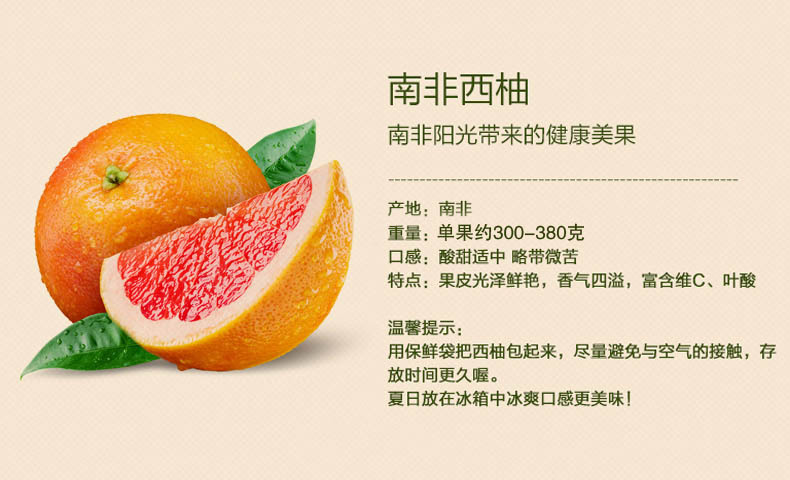 南非西柚
南非阳光带来的健康美果
产地：南非
重量：单果约300-380克
口感：酸甜适中 略带微苦
特点：果皮光泽鲜艳，香气四溢，富含维C、叶酸
温馨提示：
用保鲜袋把西柚包起来，尽量避免与空气的接触，存
放时间更久喔。
夏日放在冰箱中冰爽口感更美味！